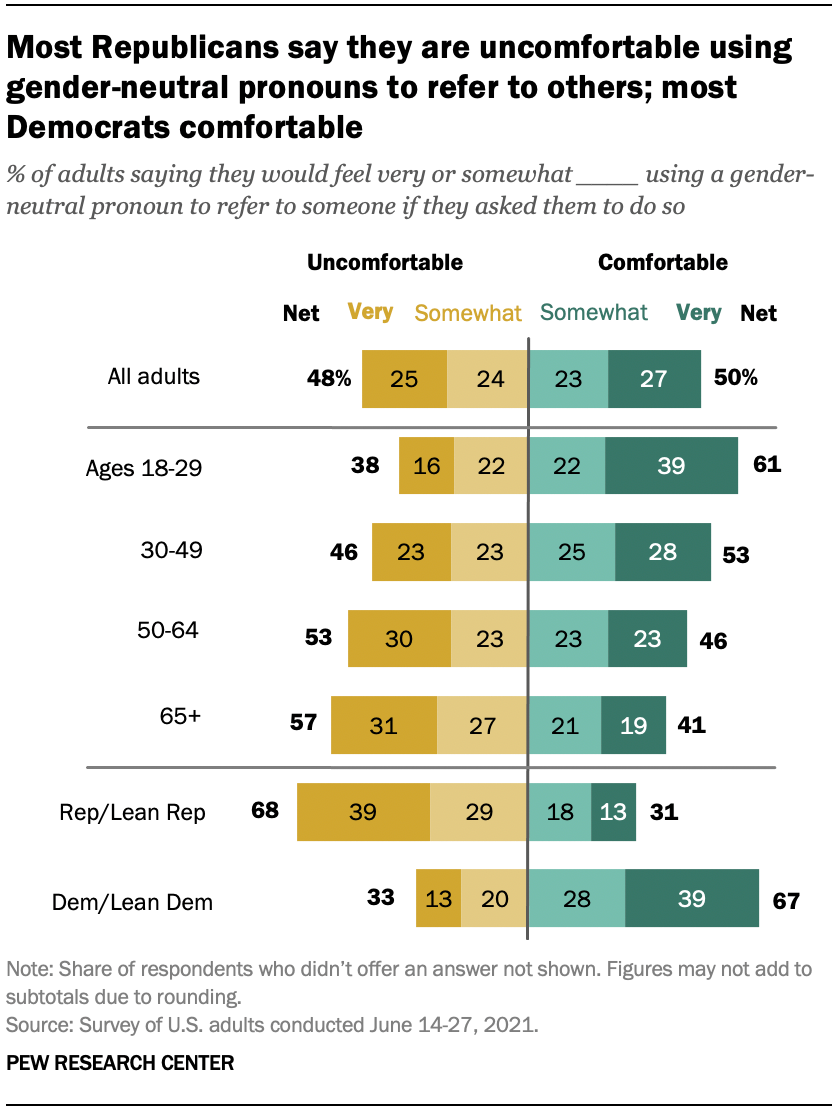 Most Republicans say they are uncomfortable using
gender-neutral pronouns to refer to others; most
Democrats comfortable
% of adults saying they would feel very or somewhat _____ using a gender-
neutral pronoun to refer to someone if they asked them to do so
Uncomfortable Comfortable
Net Very Somewhat Somewhat Very Net
All adults 48% 25 24 23 27 50%
Ages 18-29 38 16 22 22 39 61
30-49 46 23 23 25 28 53
50-64 53 30 23 23 23 46
65+ 57 31 27 21 19 41
Rep/Lean Rep 68 39 29 18 13 31
Dem/Lean Dem 33 13 20 28 39 67
Note: Share of respondents who didn’t offer an answer not shown. Figures may not add to
subtotals due to rounding.
Source: Survey of U.S. adults conducted June 14-27, 2021.
PEW RESEARCH CENTER